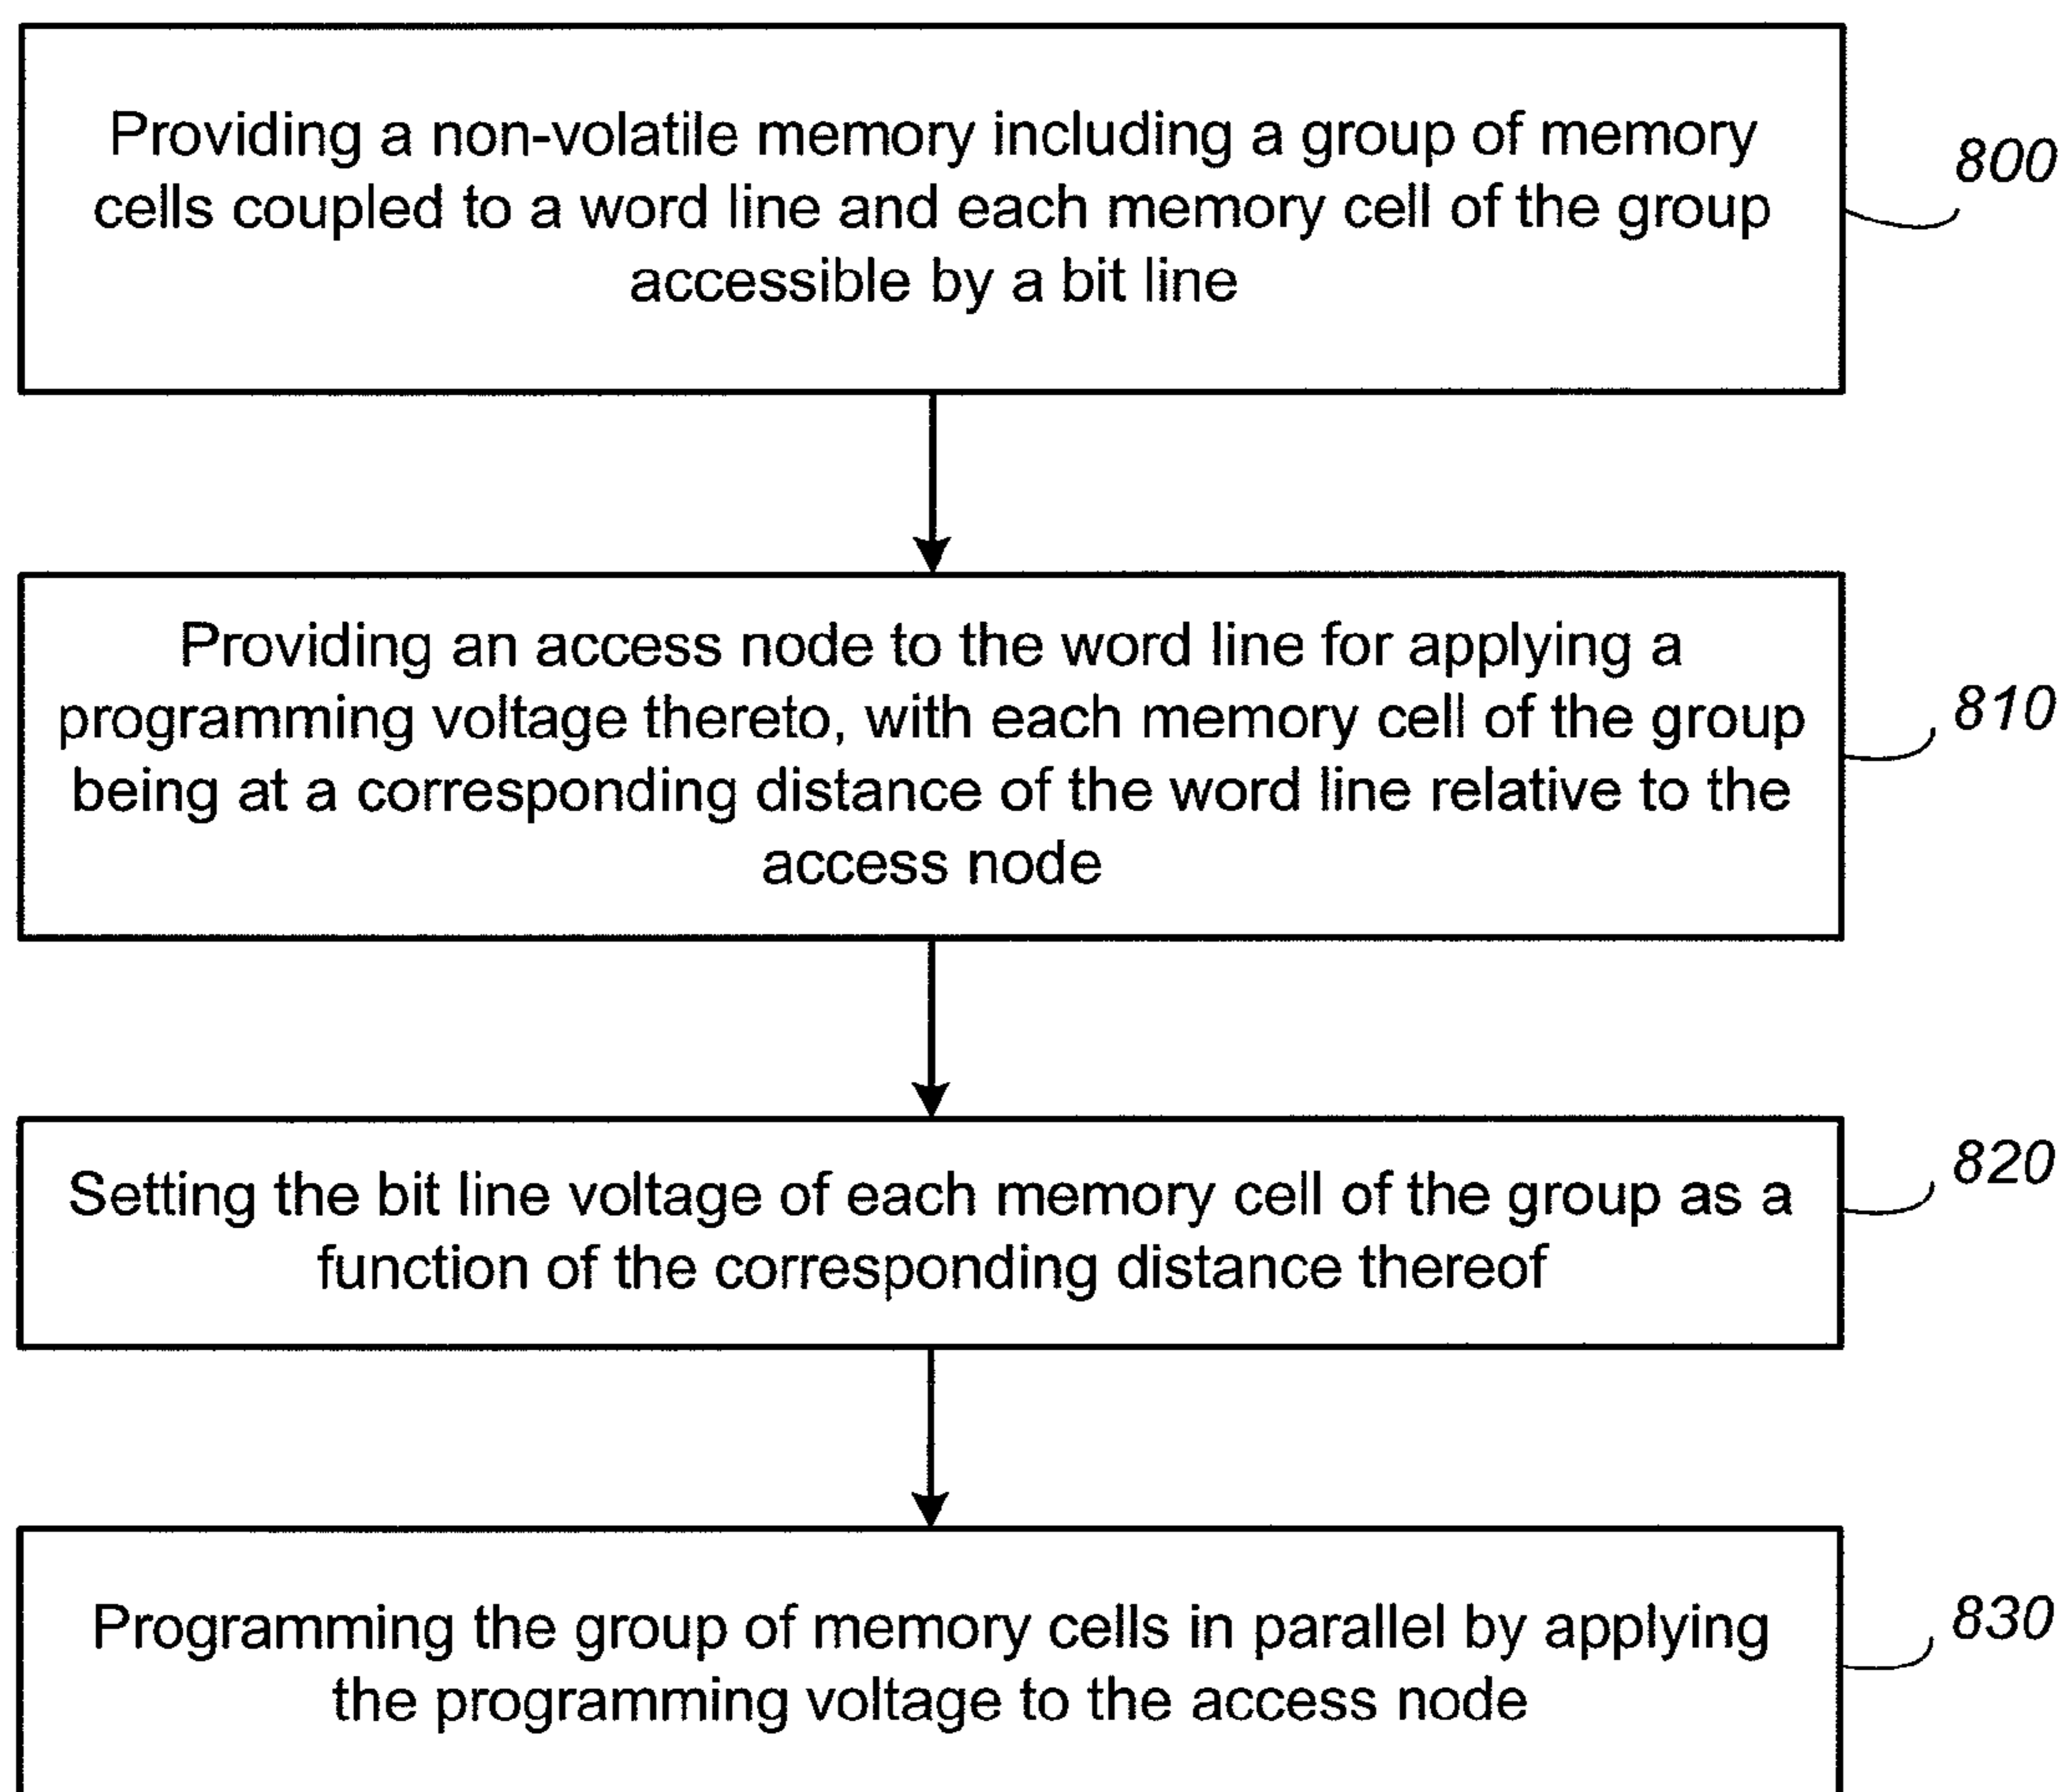 Providing a non-volatile memory including a group of memory
cells coupled to a word line and each memory cell of the group
accessible by a bit line
800
Providing an access node to the word line for applying a
programming voltage thereto, with each memory cell of the group
being at a corresponding distance of the word line relative to the
access node
810
Setting the bit line voltage of each memory cell of the group as a
function of the corresponding distance thereof
820
Programming the group of memory cells in parallel by applying
the programming voltage to the access node
830